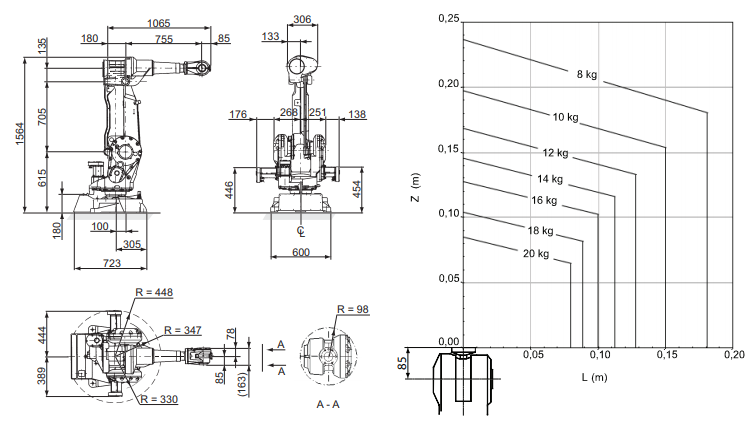 1065
180
755
85
135
705
1564
615
180
100
305
723
306
133
176
268
251
138
446
454
℄
600
R = 448
R = 347
78
444
389
85
(163)
R = 330
A
A
R = 98
A - A
0,25
0,20
0,15
0,10
0,05
0,00
Z (m)
8 kg
10 kg
12 kg
14 kg
16 kg
18 kg
20 kg
0,05
0,10
0,15
0,20
L (m)
85